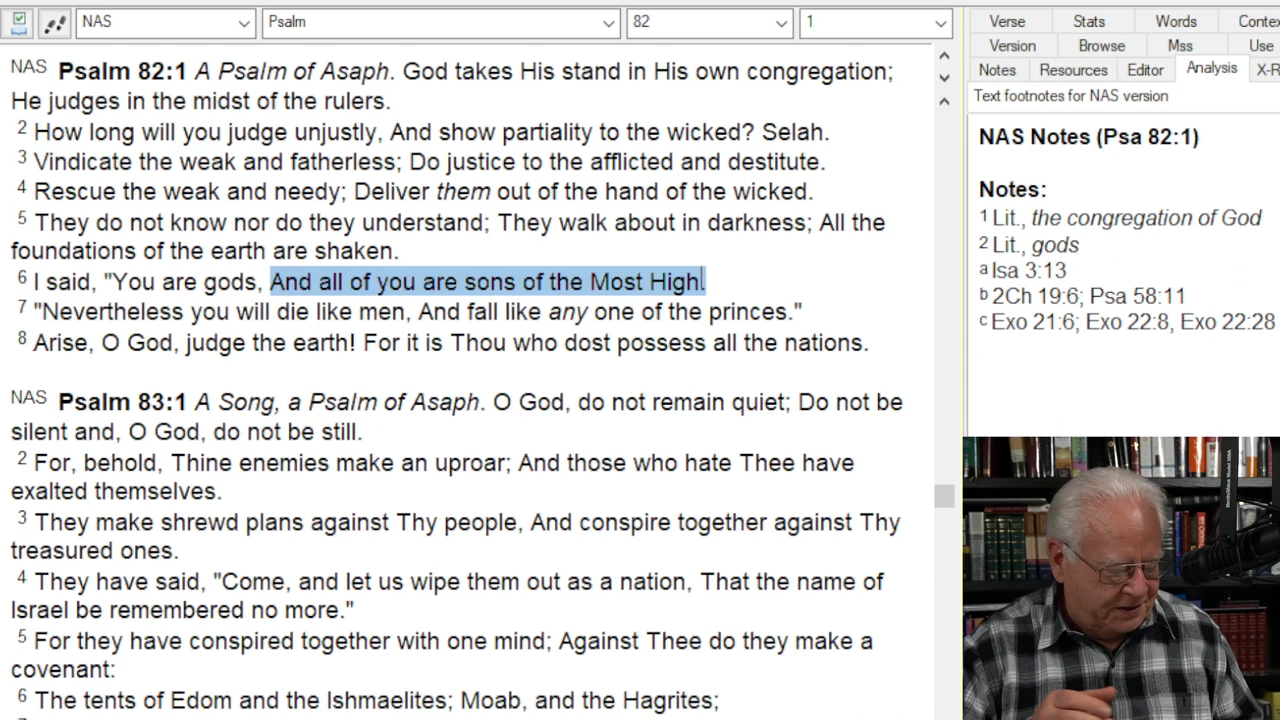 NAS Psalm 82 1
Verse Stats Words Contex
Version Browse Mss Use
Notes Resources Editor Analysis X-R
Text footnotes for NAS version
NAS Psalm 82:1 A Psalm of Asaph. God takes His stand in His own congregation;
He judges in the midst of the rulers.
2 How long will you judge unjustly, And show partiality to the wicked? Selah.
3 Vindicate the weak and fatherless; Do justice to the afflicted and destitute.
4 Rescue the weak and needy; Deliver them out of the hand of the wicked.
5 They do not know nor do they understand; They walk about in darkness; All the
foundations of the earth are shaken.
6 I said, "You are gods, And all of you are sons of the Most High.
7 "Nevertheless you will die like men, And fall like any one of the princes."
8 Arise, O God, judge the earth! For it is Thou who dost possess all the nations.
NAS Psalm 83:1 A Song, a Psalm of Asaph. O God, do not remain quiet; Do not be
silent and, O God, do not be still.
2 For, behold, Thine enemies make an uproar; And those who hate Thee have
exalted themselves.
3 They make shrewd plans against Thy people, And conspire together against Thy
treasured ones.
4 They have said, "Come, and let us wipe them out as a nation, That the name of
Israel be remembered no more."
5 For they have conspired together with one mind; Against Thee do they make a
covenant:
6 The tents of Edom and the Ishmaelites; Moab, and the Hagrites;
NAS Notes (Psa 82:1)
Notes:
1 Lit., the congregation of God
2 Lit., gods
a Isa 3:13
b 2Ch 19:6; Psa 58:11
c Exo 21:6; Exo 22:8, Exo 22:28